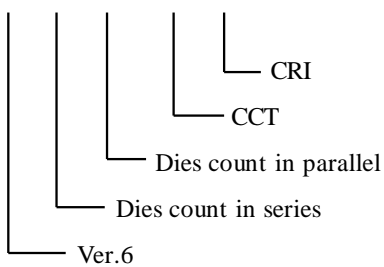 CRI
CCT
Dies count in parallel
Dies count in series
Ver.6